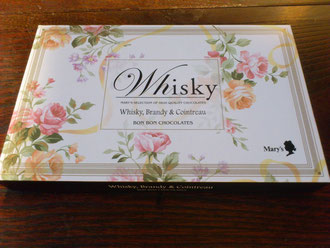 Whisky
MARY'S SELECTION OF HIGH QUALITY CHOCOLATES
Whisky, Brandy & Cointreau
BON BON CHOCOLATES
Mary's
Whisky, Brandy & Cointreau